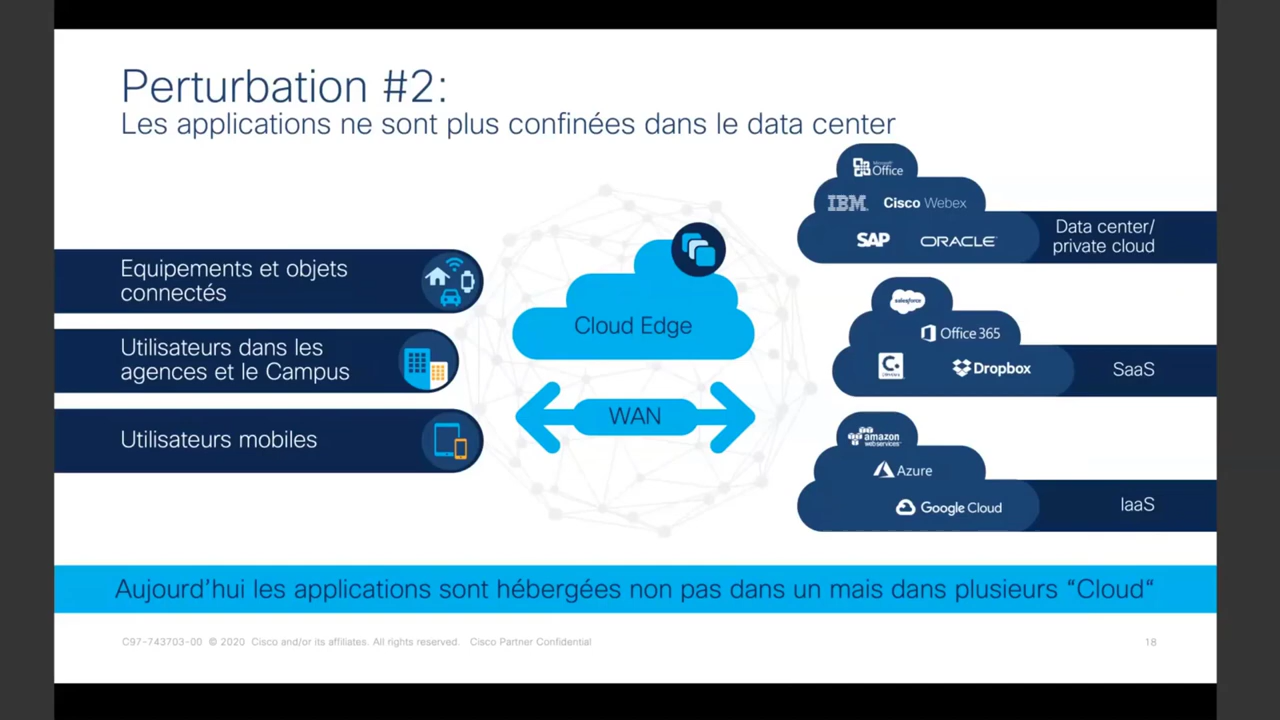 Perturbation #2:
Les applications ne sont plus confinées dans le data center
Equipements et objets
connectés
Utilisateurs dans les
agences et le Campus
Utilisateurs mobiles
Cloud Edge
WAN
Microsoft
Office
IBM Cisco Webex
SAP ORACLE
Data center/
private cloud
salesforce
Office 365
Dropbox
SaaS
amazon
webservices
Azure
Google Cloud
IaaS
Aujourd’hui les applications sont hébergées non pas dans un mais dans plusieurs “Cloud“
C97-743703-00 © 2020 Cisco and/or its affiliates. All rights reserved. Cisco Partner Confidential
18